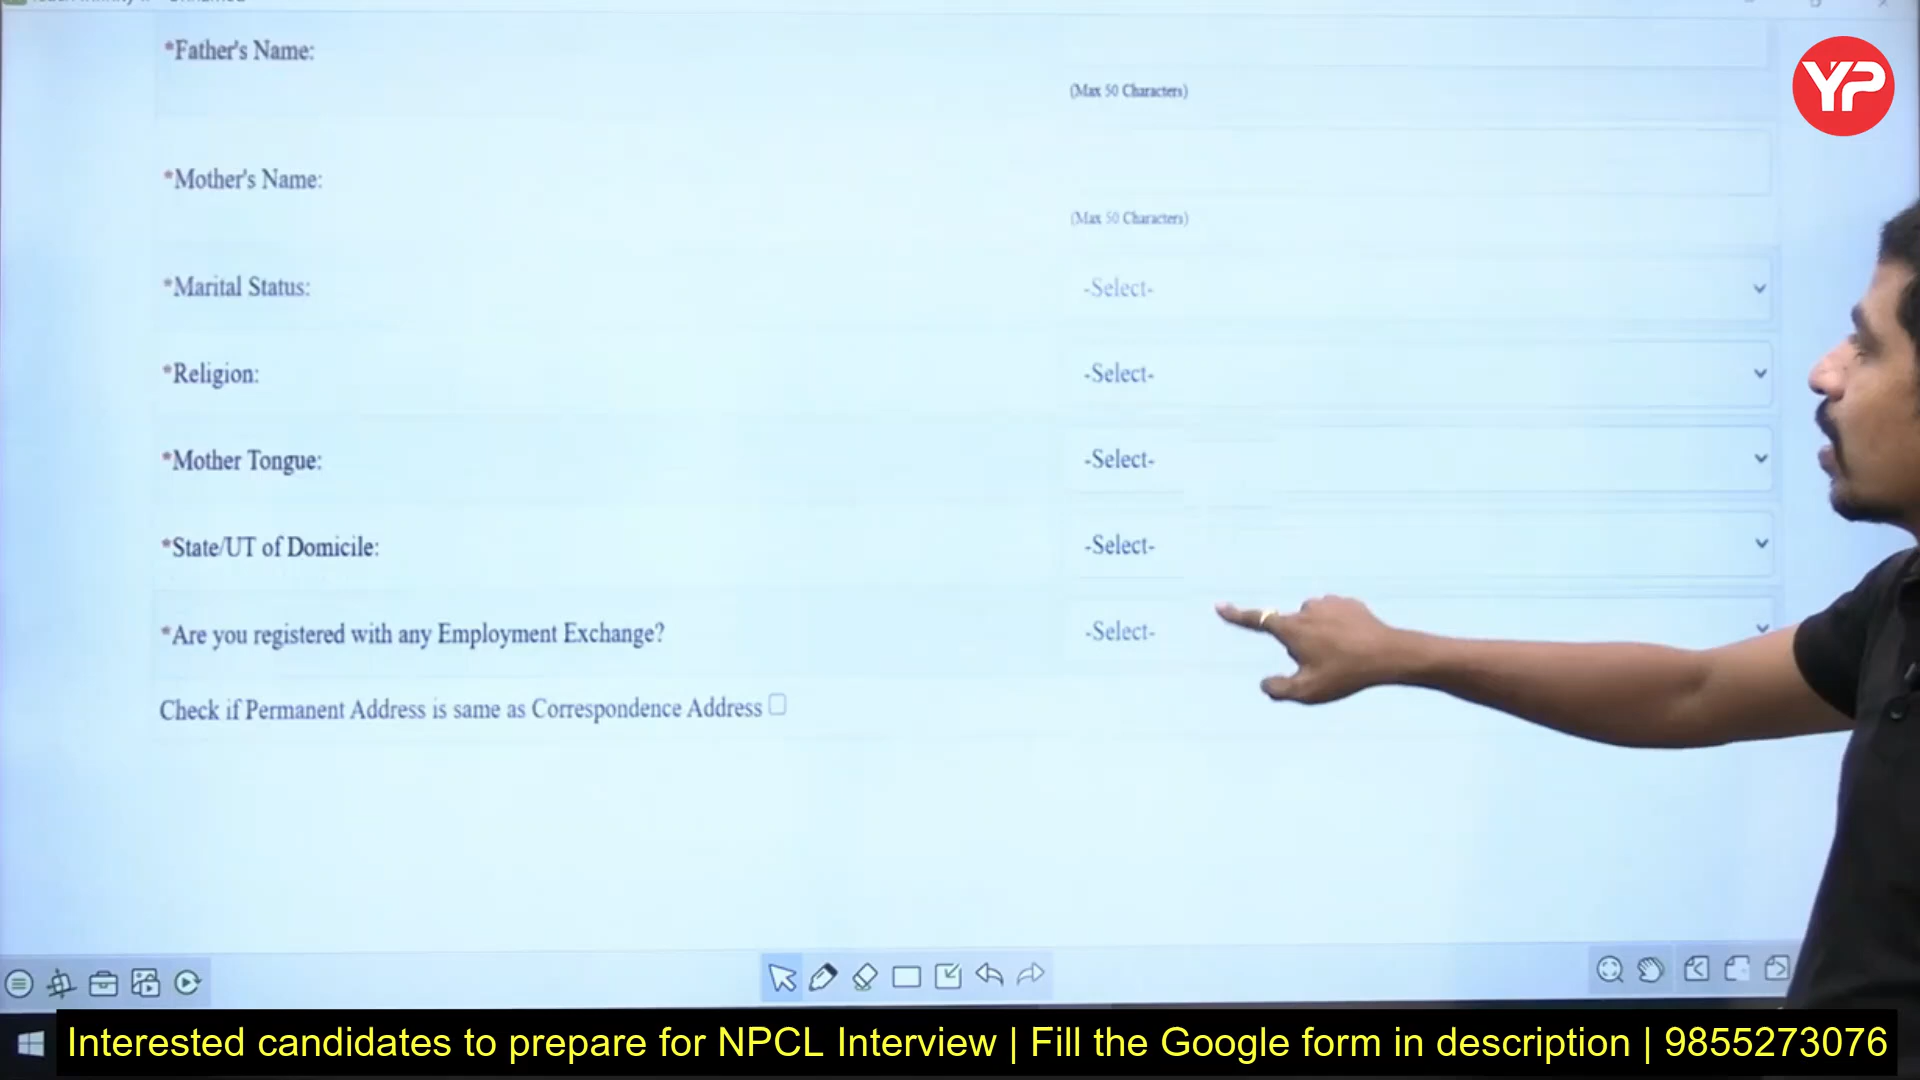 *Father's Name:
(Max 50 Characters)
YP
*Mother's Name:
(Max 50 Characters)
*Marital Status: -Select-
*Religion: -Select-
*Mother Tongue: -Select-
*State/UT of Domicile: -Select-
*Are you registered with any Employment Exchange? -Select-
Check if Permanent Address is same as Correspondence Address
Interested candidates to prepare for NPCL Interview | Fill the Google form in description | 9855273076